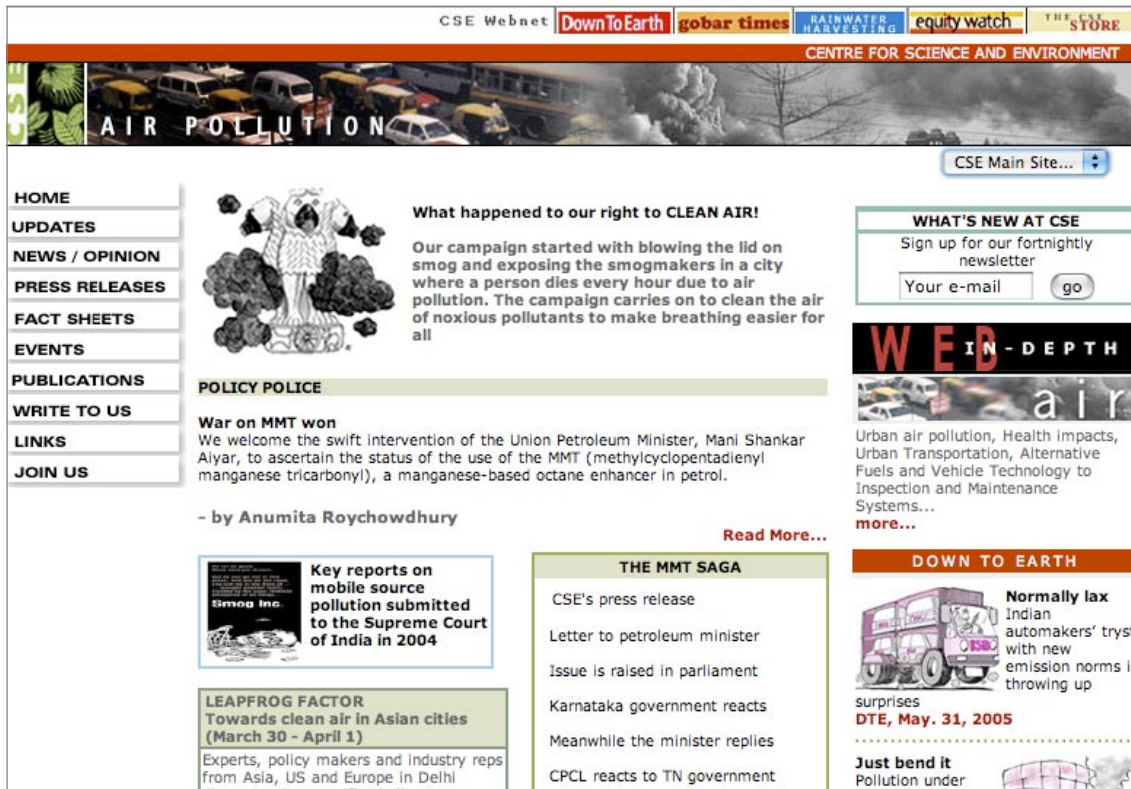 CSE Webnet DownToEarth gobar times RAINWATER HARVESTING equity watch THE CSE STORE
CENTRE FOR SCIENCE AND ENVIRONMENT
CSE
AIR POLLUTION
CSE Main Site...
HOME
UPDATES
NEWS / OPINION
PRESS RELEASES
FACT SHEETS
EVENTS
PUBLICATIONS
WRITE TO US
LINKS
JOIN US
What happened to our right to CLEAN AIR!
Our campaign started with blowing the lid on
smog and exposing the smogmakers in a city
where a person dies every hour due to air
pollution. The campaign carries on to clean the air
of noxious pollutants to make breathing easier for
all
POLICY POLICE
War on MMT won
We welcome the swift intervention of the Union Petroleum Minister, Mani Shankar
Aiyar, to ascertain the status of the use of the MMT (methylcyclopentadienyl
manganese tricarbonyl), a manganese-based octane enhancer in petrol.
– by Anumita Roychowdhury
Read More...
Smog Inc.
Key reports on
mobile source
pollution submitted
to the Supreme Court
of India in 2004
LEAPFROG FACTOR
Towards clean air in Asian cities
(March 30 - April 1)
Experts, policy makers and industry reps
from Asia, US and Europe in Delhi
THE MMT SAGA
CSE's press release
Letter to petroleum minister
Issue is raised in parliament
Karnataka government reacts
Meanwhile the minister replies
CPCL reacts to TN government
WHAT'S NEW AT CSE
Sign up for our fortnightly
newsletter
Your e-mail go
WEB IN-DEPTH
air
Urban air pollution, Health impacts,
Urban Transportation, Alternative
Fuels and Vehicle Technology to
Inspection and Maintenance
Systems...
more...
DOWN TO EARTH
Normally lax
Indian
automakers' tryst
with new
emission norms i
throwing up
surprises
DTE, May. 31, 2005
Just bend it
Pollution under